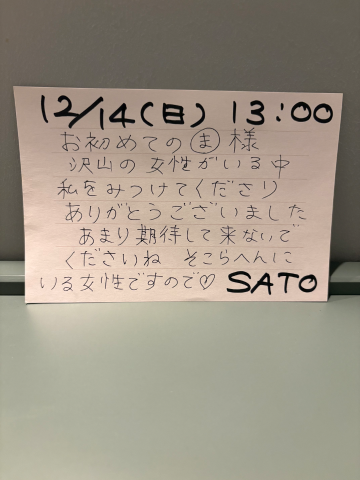 12/14(日) 13:00
お初めての ま 様
沢山の 女性がいる中
私をみつけてくださり
ありがとうございました
あまり期待して来ないで
くださいね そこらへんに
いる女性ですので♡ SATO